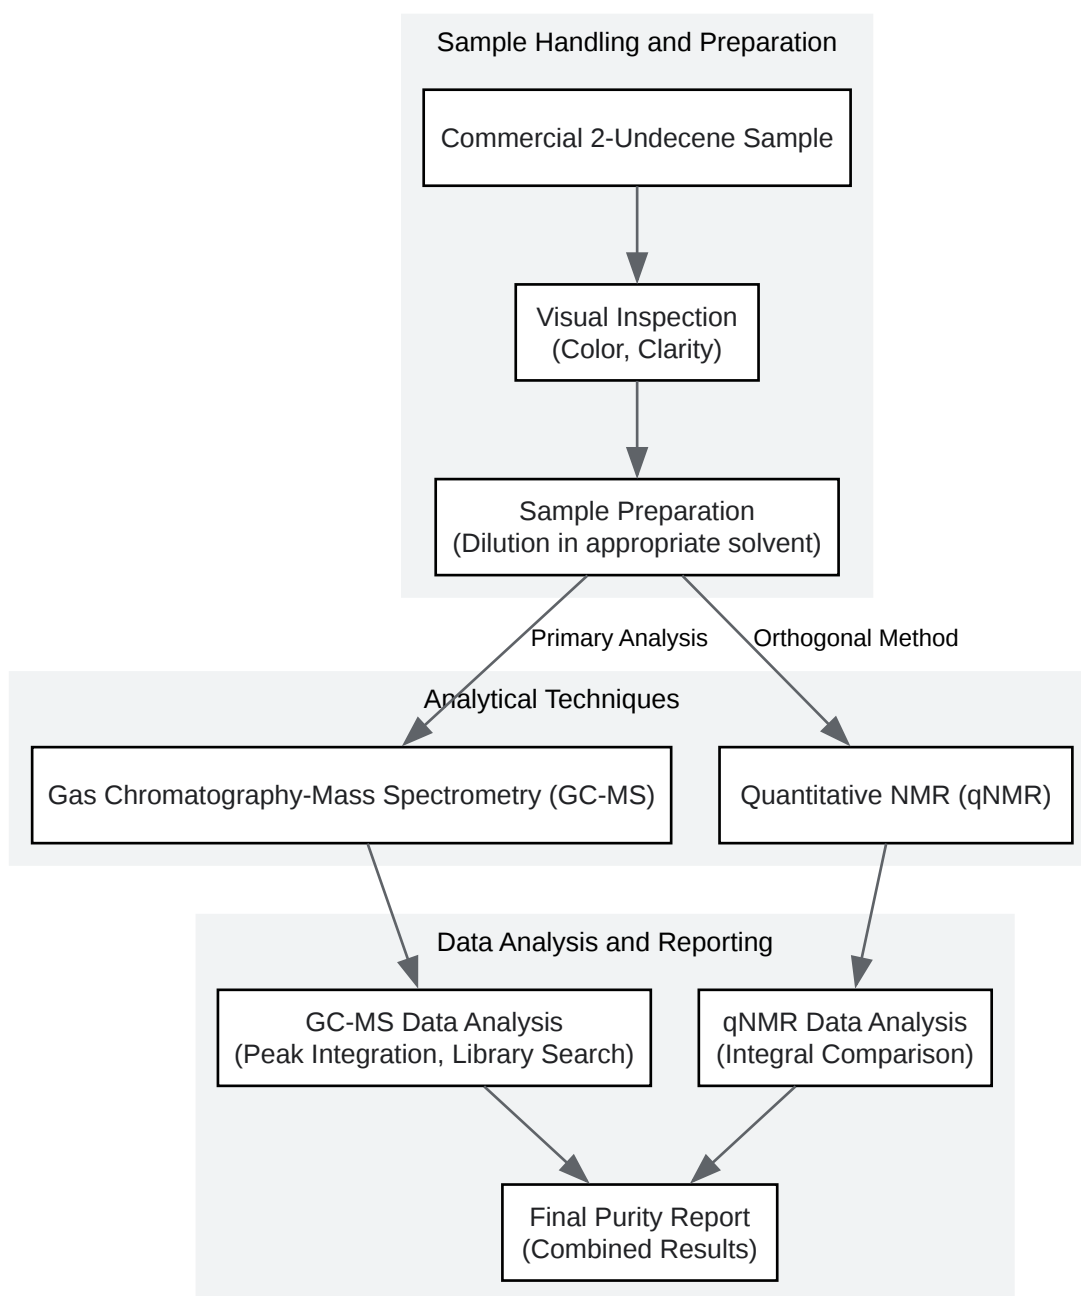 Sample Handling and Preparation
Commercial 2-Undecene Sample
Visual Inspection
(Color, Clarity)
Sample Preparation
(Dilution in appropriate solvent)
Primary Analysis
Orthogonal Method
Analytical Techniques
Gas Chromatography-Mass Spectrometry (GC-MS)
Quantitative NMR (qNMR)
Data Analysis and Reporting
GC-MS Data Analysis
(Peak Integration, Library Search)
qNMR Data Analysis
(Integral Comparison)
Final Purity Report
(Combined Results)